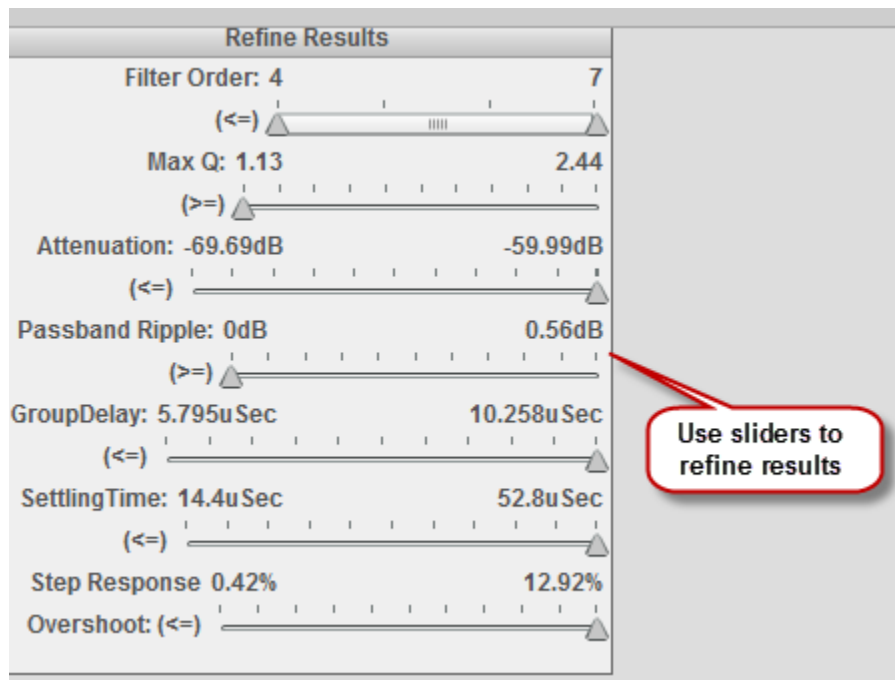 Refine Results
Filter Order: 4 7
(<=)
Max Q: 1.13 2.44
(>=)
Attenuation: -69.69dB -59.99dB
(<=)
Passband Ripple: 0dB 0.56dB
(>=)
GroupDelay: 5.795uSec 10.258uSec
(<=)
SettlingTime: 14.4uSec 52.8uSec
(<=)
Step Response 0.42% 12.92%
Overshoot: (<=)
Use sliders to
refine results